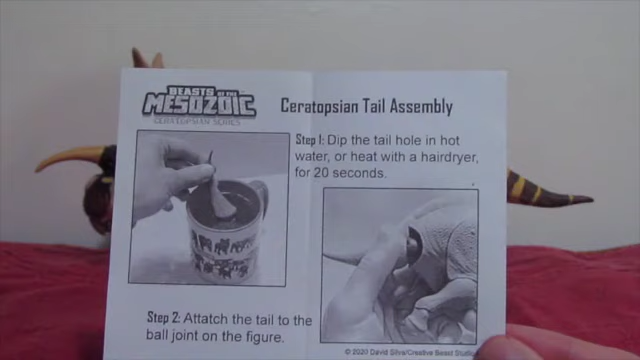 BEASTS OF THE
MESOZOIC
CERATOPSIAN SERIES
Ceratopsian Tail Assembly
Step 1: Dip the tail hole in hot
water, or heat with a hairdryer,
for 20 seconds.
Step 2: Attatch the tail to the
ball joint on the figure.
© 2020 David Silva/Creative Beast Studio